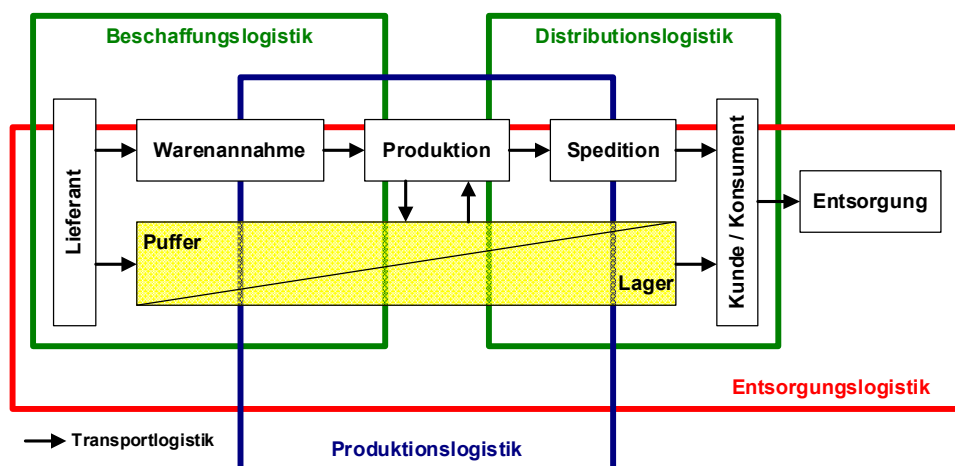 Beschaffungslogistik
Distributionslogistik
Lieferant
Warenannahme
Produktion
Spedition
Kunde / Konsument
Entsorgung
Puffer
Lager
Entsorgungslogistik
Transportlogistik
Produktionslogistik